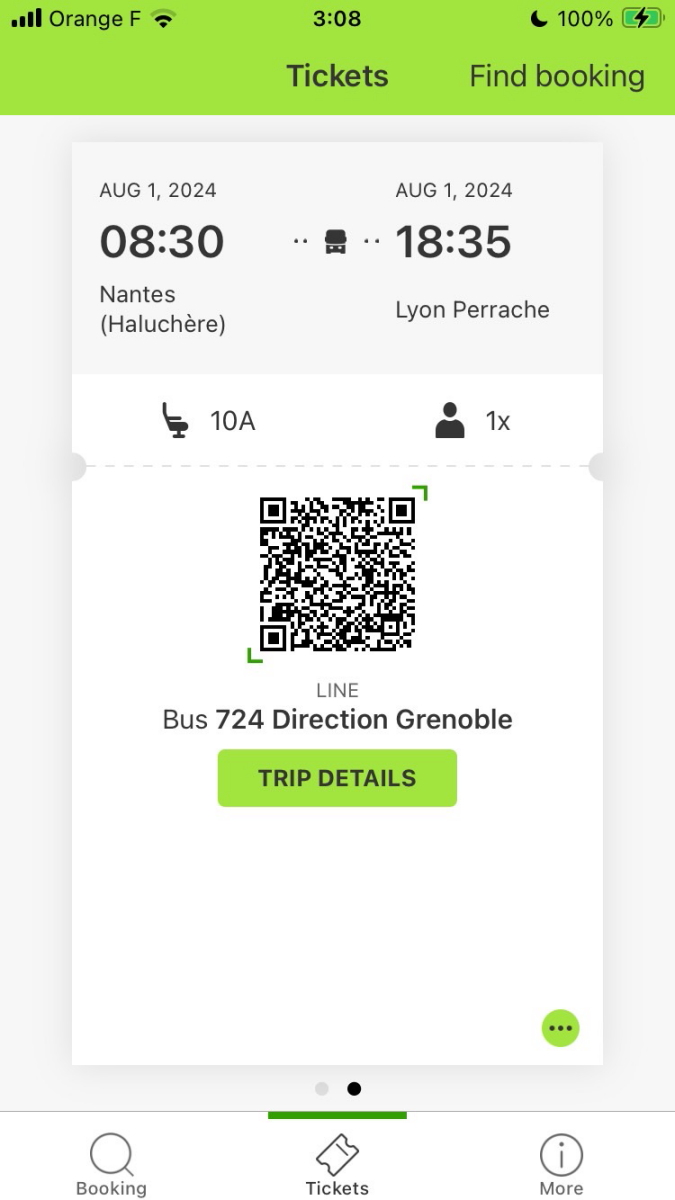 Orange F 3:08 100%
Tickets Find booking
AUG 1, 2024 AUG 1, 2024
08:30 18:35
Nantes
(Haluchère)
Lyon Perrache
10A 1x
LINE
Bus 724 Direction Grenoble
TRIP DETAILS
Booking Tickets More